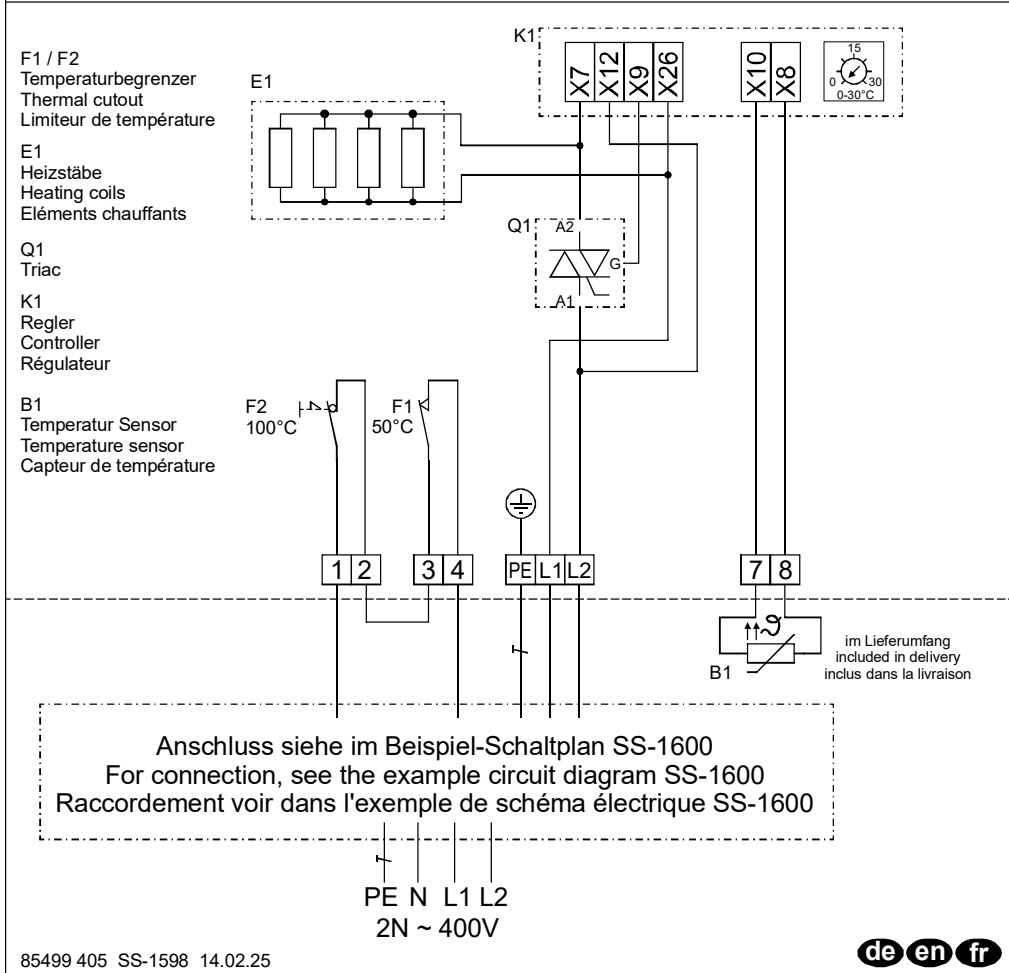 F1 / F2
Temperaturbegrenzer
Thermal cutout
Limiteur de température
E1
Heizstäbe
Heating coils
Eléments chauffants
Q1
Triac
K1
Regler
Controller
Régulateur
B1
Temperatur Sensor
Temperature sensor
Capteur de température
E1
K1
X7 X12 X9 X26 X10 X8
15
0 30
0-30°C
Q1
A2
G
A1
F2
100°C
F1
50°C
1 2 3 4 PE L1 L2 7 8
B1
im Lieferumfang
included in delivery
inclus dans la livraison
Anschluss siehe im Beispiel-Schaltplan SS-1600
For connection, see the example circuit diagram SS-1600
Raccordement voir dans l'exemple de schéma électrique SS-1600
PE N L1 L2
2N ~ 400V
85499 405 SS-1598 14.02.25
de en fr